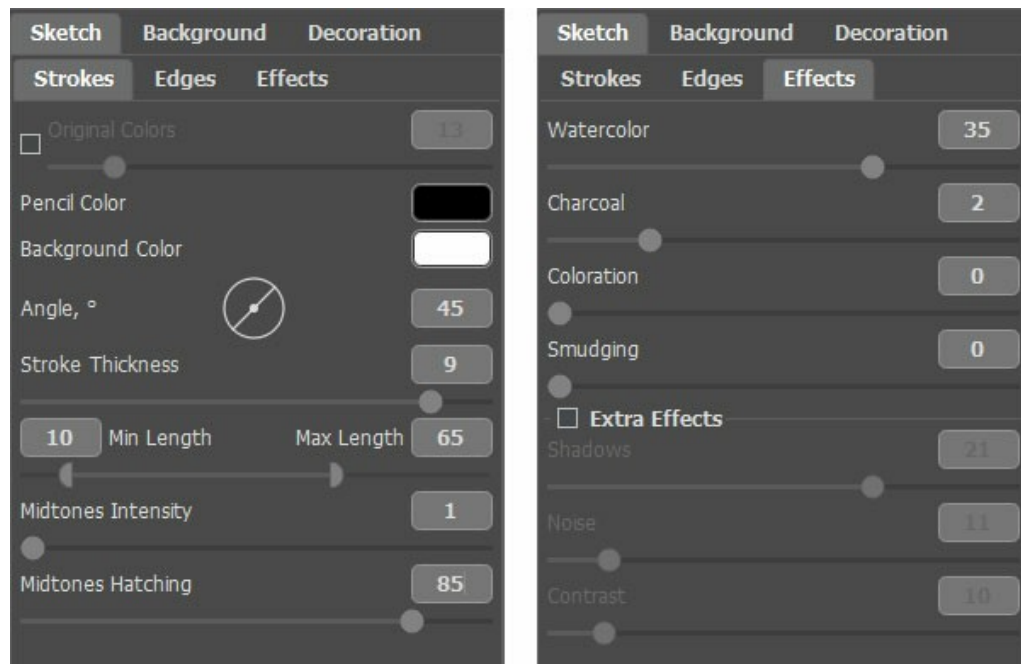 Sketch Background Decoration
Strokes Edges Effects
Original Colors 13
Pencil Color
Background Color
Angle, ° 45
Stroke Thickness 9
10 Min Length Max Length 65
Midtones Intensity 1
Midtones Hatching 85
Sketch Background Decoration
Strokes Edges Effects
Watercolor 35
Charcoal 2
Coloration 0
Smudging 0
Extra Effects
Shadows 21
Noise 11
Contrast 10